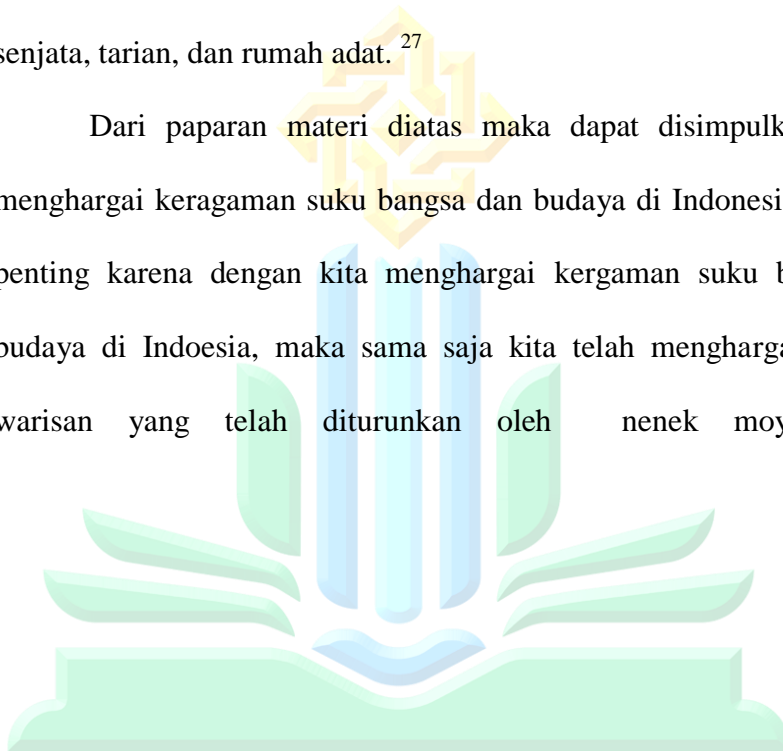 senjata, tarian, dan rumah adat. 27
Dari paparan materi diatas maka dapat disimpulk
menghargai keragaman suku bangsa dan budaya di Indonesi
penting karena dengan kita menghargai kergaman suku b
budaya di Indoesia, maka sama saja kita telah mengharga
warisan yang telah diturunkan oleh nenek moy